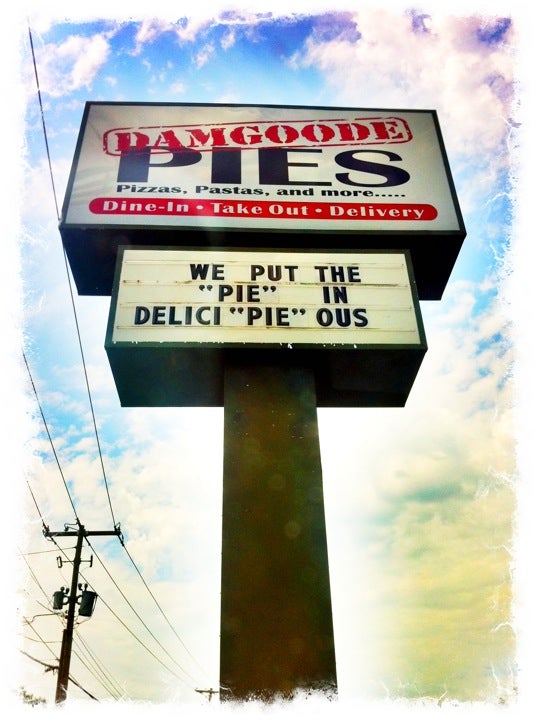 DAMGOODE
PIES
Pizzas, Pastas, and more.....
Dine-In • Take Out • Delivery
WE PUT THE
"PIE" IN
DELICI "PIE" OUS